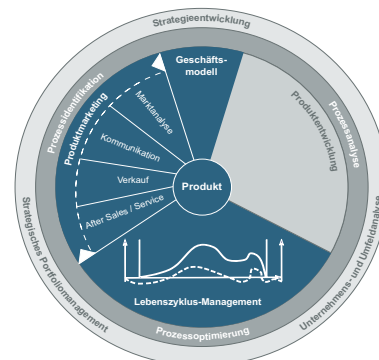 Strategieentwicklung
Prozessidentifikation
Prozessanalyse
Geschäfts-
modell
Produktmarketing
Marktanalyse
Kommunikation
Verkauf
After Sales / Service
Produkt
Produktentwicklung
Lebenszyklus-Management
Prozessoptimierung
Strategisches Portfoliomanagement
Unternehmens- und Umfeldanalyse